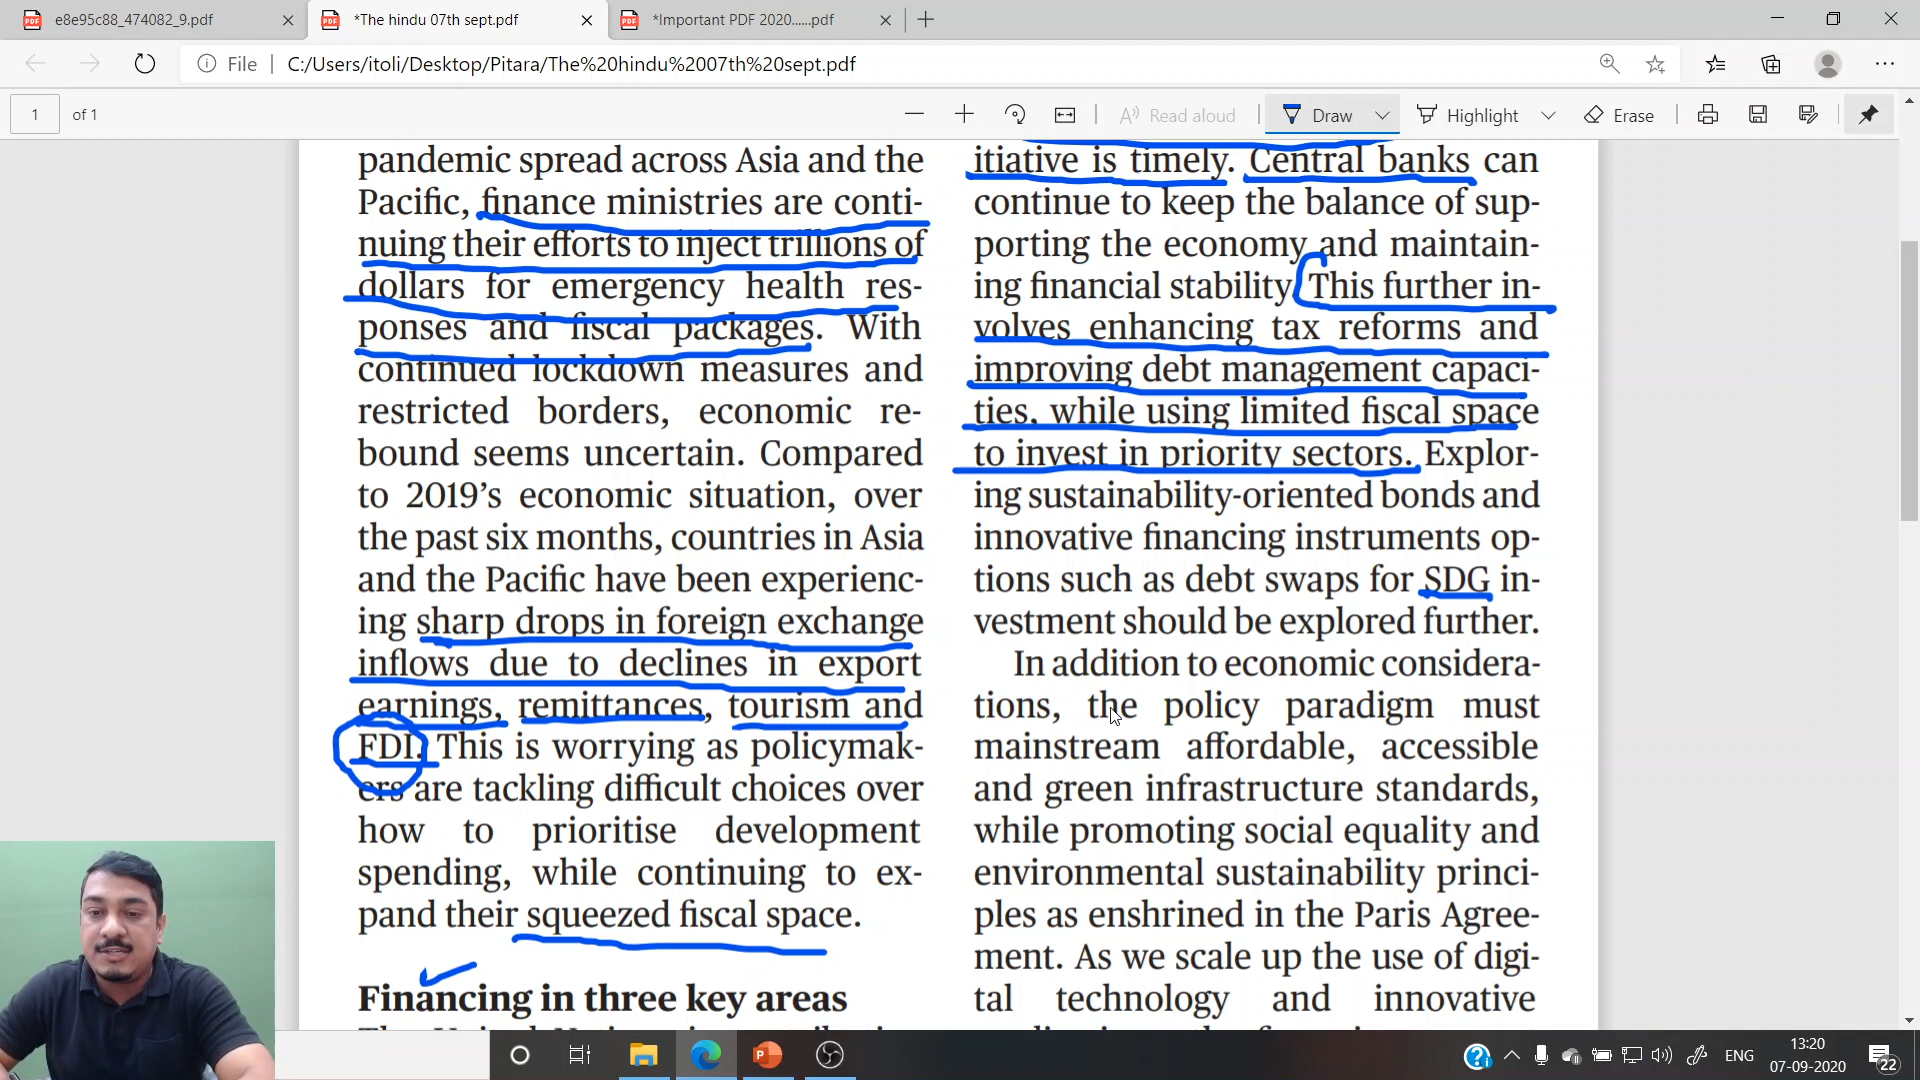 e8e95c88_474082_9.pdf
*The hindu 07th sept.pdf
*Important PDF 2020......pdf
File
C:/Users/itoli/Desktop/Pitara/The%20hindu%2007th%20sept.pdf
1
of 1
Read aloud
Draw
Highlight
Erase
pandemic spread across Asia and the
Pacific, finance ministries are conti-
nuing their efforts to inject trillions of
dollars for emergency health res-
ponses and fiscal packages. With
continued lockdown measures and
restricted borders, economic re-
bound seems uncertain. Compared
to 2019’s economic situation, over
the past six months, countries in Asia
and the Pacific have been experienc-
ing sharp drops in foreign exchange
inflows due to declines in export
earnings, remittances, tourism and
FDI. This is worrying as policymak-
ers are tackling difficult choices over
how to prioritise development
spending, while continuing to ex-
pand their squeezed fiscal space.
Financing in three key areas
itiative is timely. Central banks can
continue to keep the balance of sup-
porting the economy and maintain-
ing financial stability. This further in-
volves enhancing tax reforms and
improving debt management capaci-
ties, while using limited fiscal space
to invest in priority sectors. Explor-
ing sustainability-oriented bonds and
innovative financing instruments op-
tions such as debt swaps for SDG in-
vestment should be explored further.
In addition to economic considera-
tions, the policy paradigm must
mainstream affordable, accessible
and green infrastructure standards,
while promoting social equality and
environmental sustainability princi-
ples as enshrined in the Paris Agree-
ment. As we scale up the use of digi-
tal technology and innovative
ENG
13:20
07-09-2020
22